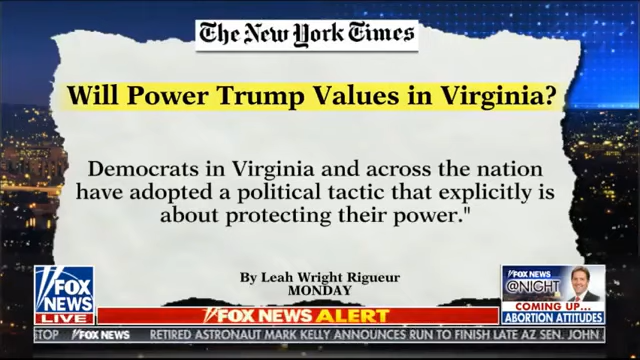 The New York Times
Will Power Trump Values in Virginia?
Democrats in Virginia and across the nation
have adopted a political tactic that explicitly is
about protecting their power."
By Leah Wright Rigueur
MONDAY
FOX
NEWS
LIVE
FOX NEWS ALERT
FOX NEWS
@NIGHT
COMING UP...
ABORTION ATTITUDES
STOP FOX NEWS RETIRED ASTRONAUT MARK KELLY ANNOUNCES RUN TO FINISH LATE AZ SEN. JOHN